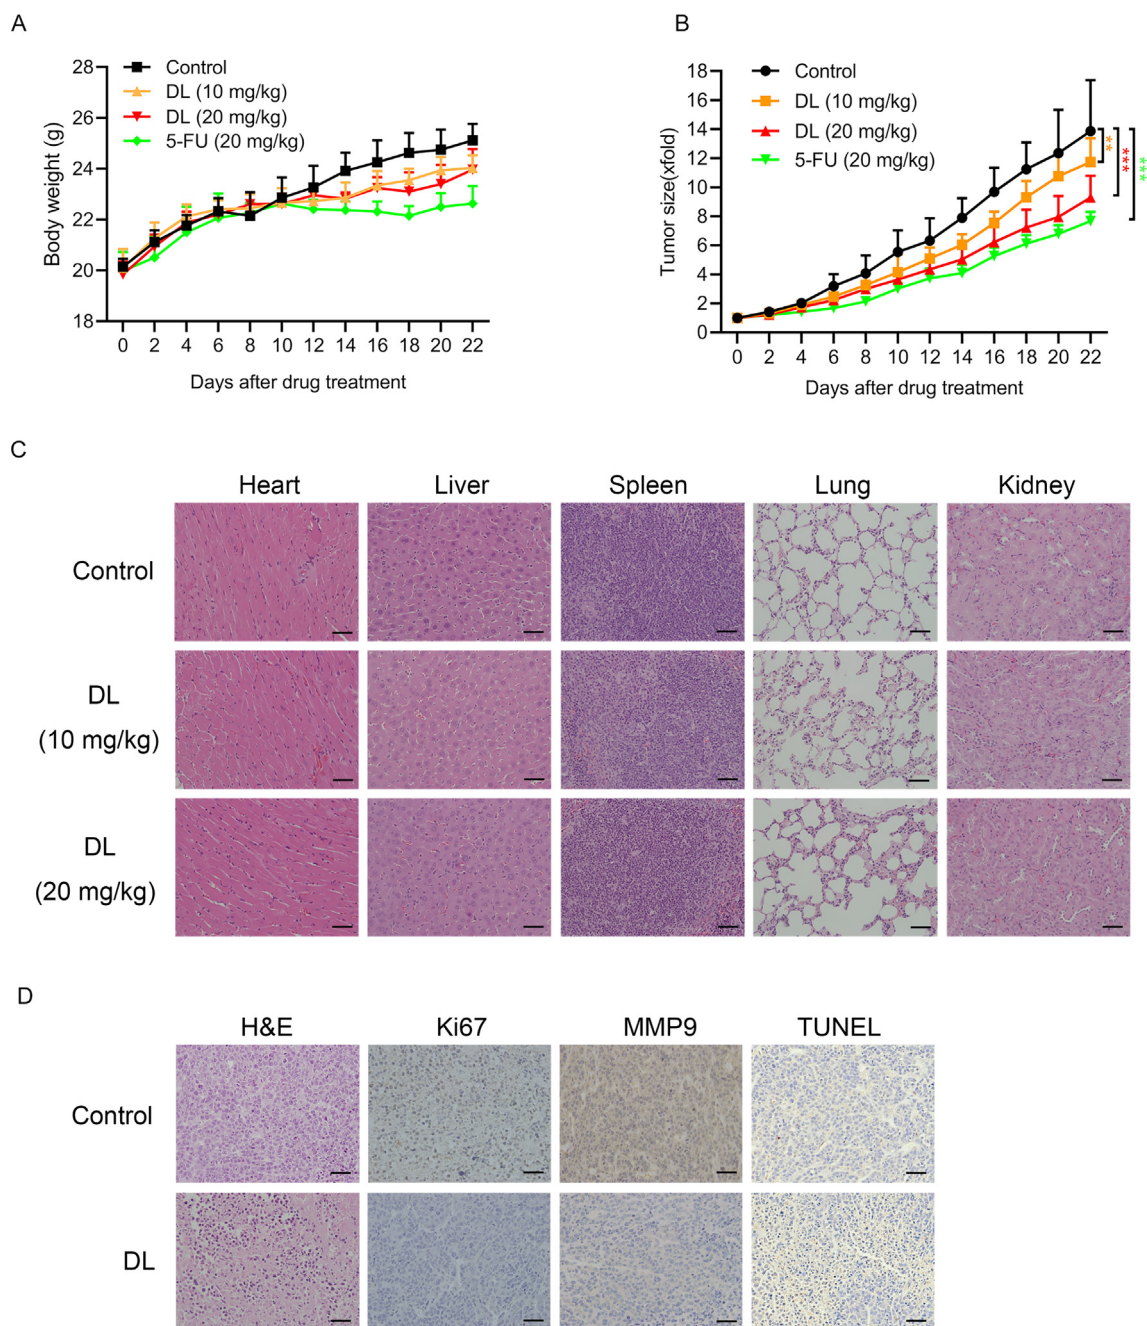 A
Control
DL (10 mg/kg)
DL (20 mg/kg)
5-FU (20 mg/kg)
Body weight (g)
28
26
24
22
20
18
0 2 4 6 8 10 12 14 16 18 20 22
Days after drug treatment
B
Control
DL (10 mg/kg)
DL (20 mg/kg)
5-FU (20 mg/kg)
Tumor size(xfold)
18
16
14
12
10
8
6
4
2
0
0 2 4 6 8 10 12 14 16 18 20 22
Days after drug treatment
**
***
***
C
Heart Liver Spleen Lung Kidney
Control
DL
(10 mg/kg)
DL
(20 mg/kg)
D
H&E Ki67 MMP9 TUNEL
Control
DL